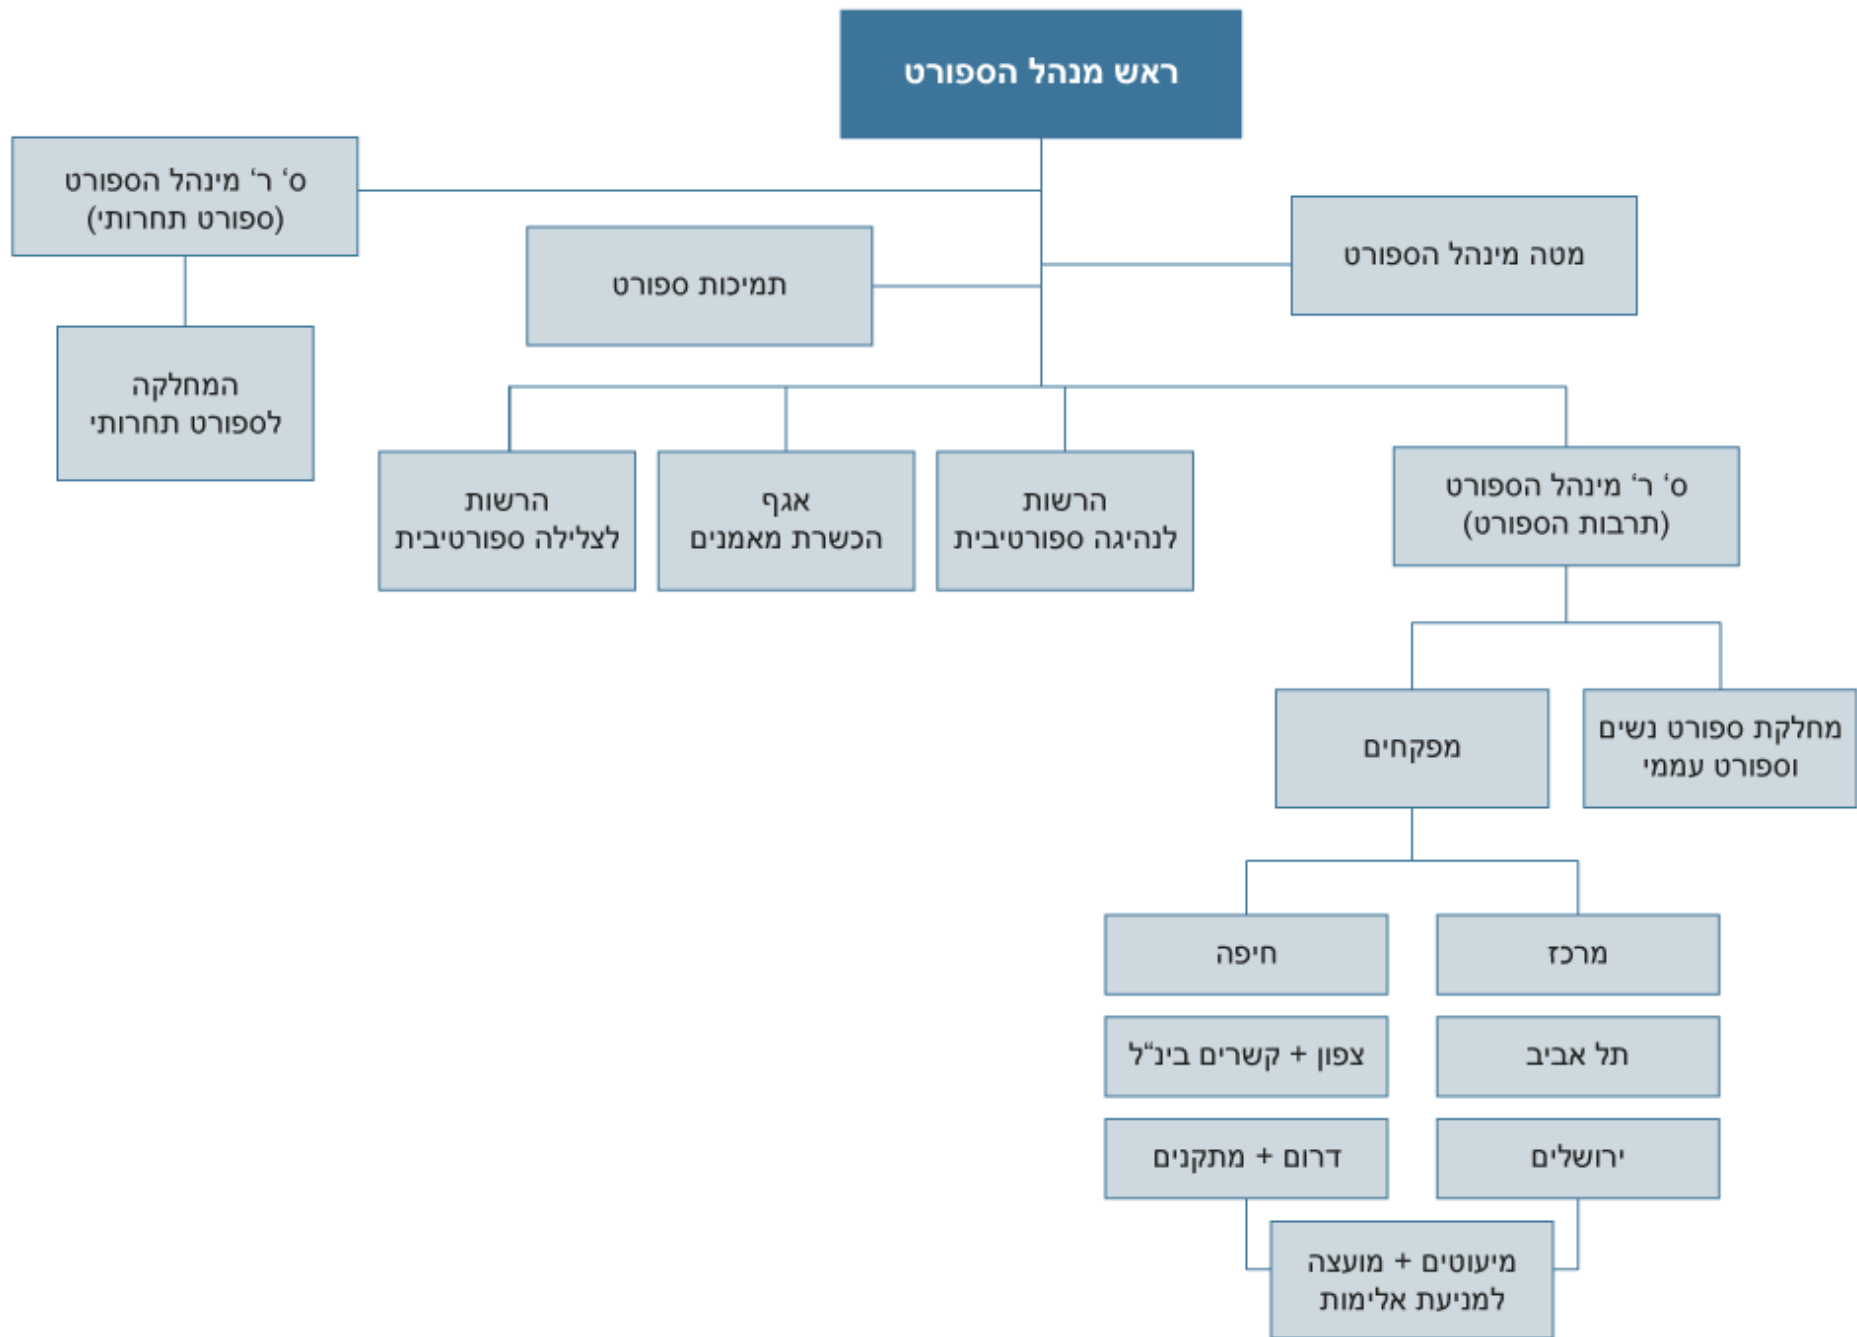 ראש מנהל הספורט
ס' ר' מינהל הספורט
(ספורט תחרותי)
מטה מינהל הספורט
תמיכות ספורט
המחלקה
לספורט תחרותי
ס' ר' מינהל הספורט
(תרבות הספורט)
הרשות
לנהיגה ספורטיבית
אגף
הכשרת מאמנים
הרשות
לצלילה ספורטיבית
מחלקת ספורט נשים
וספורט עממי
מפקחים
מרכז
חיפה
תל אביב
צפון + קשרים בינ"ל
ירושלים
דרום + מתקנים
מיעוטים + מועצה
למניעת אלימות